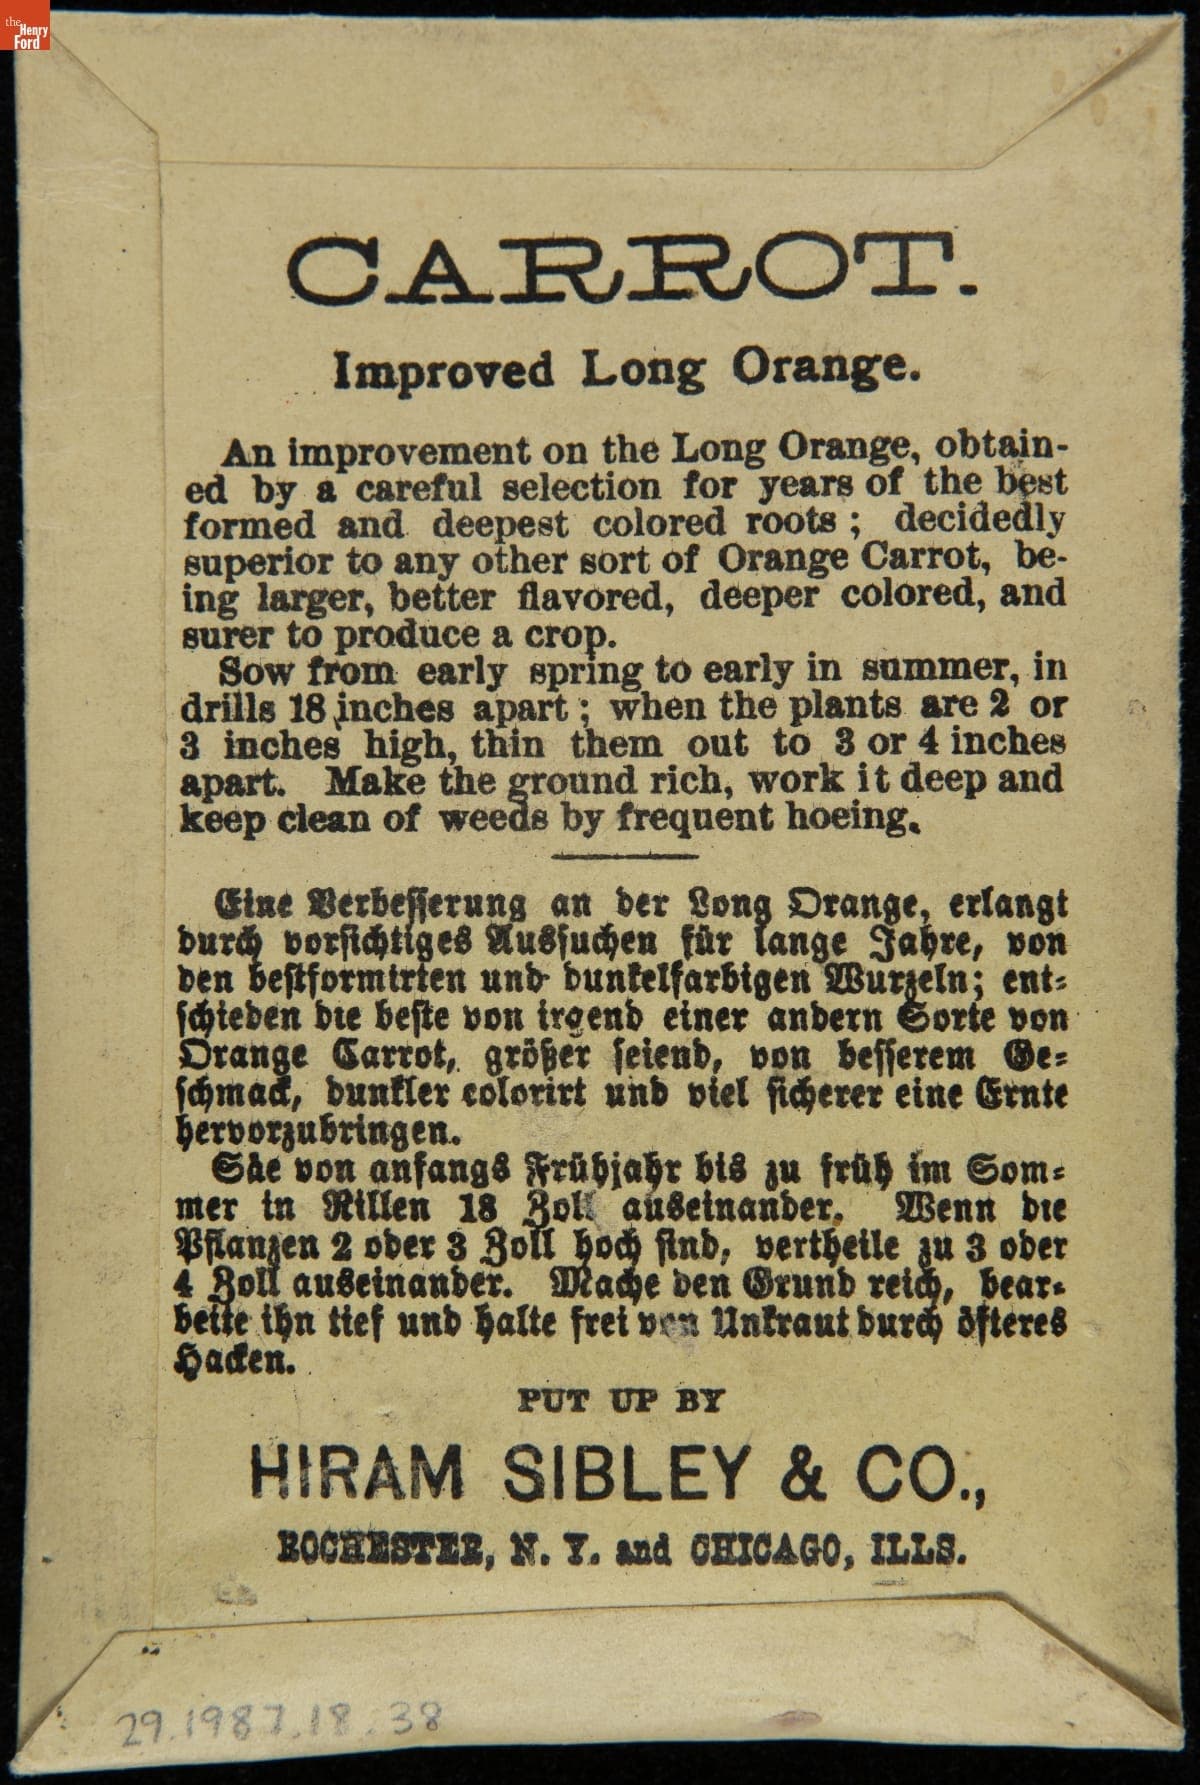 the
Henry
Ford
CARROT.
Improved Long Orange.
An improvement on the Long Orange, obtain-
ed by a careful selection for years of the best
formed and deepest colored roots; decidedly
superior to any other sort of Orange Carrot, be-
ing larger, better flavored, deeper colored, and
surer to produce a crop.
Sow from early spring to early in summer, in
drills 18 inches apart; when the plants are 2 or
3 inches high, thin them out to 3 or 4 inches
apart. Make the ground rich, work it deep and
keep clean of weeds by frequent hoeing.
Eine Verbesserung an der Long Orange, erlangt
durch vorsichtiges Aussuchen für lange Jahre, von
den bestformirten und dunkelfarbigen Wurzeln; ent-
schieden die beste von irgend einer andern Sorte von
Orange Carrot, größer seiend, von besserem Ge-
schmack, dunkler colorirt und viel sicherer eine Ernte
hervorzubringen.
Säe von anfangs Frühjahr bis zu früh im Som-
mer in Rillen 18 Zoll auseinander. Wenn die
Pflanzen 2 oder 3 Zoll hoch sind, vertheile zu 3 oder
4 Zoll auseinander. Mache den Grund reich, bear-
beite ihn tief und halte frei von Unkraut durch öfteres
Hacken.
PUT UP BY
HIRAM SIBLEY & CO.,
ROCHESTER, N. Y. and CHICAGO, ILLS.
29.1987.18.38